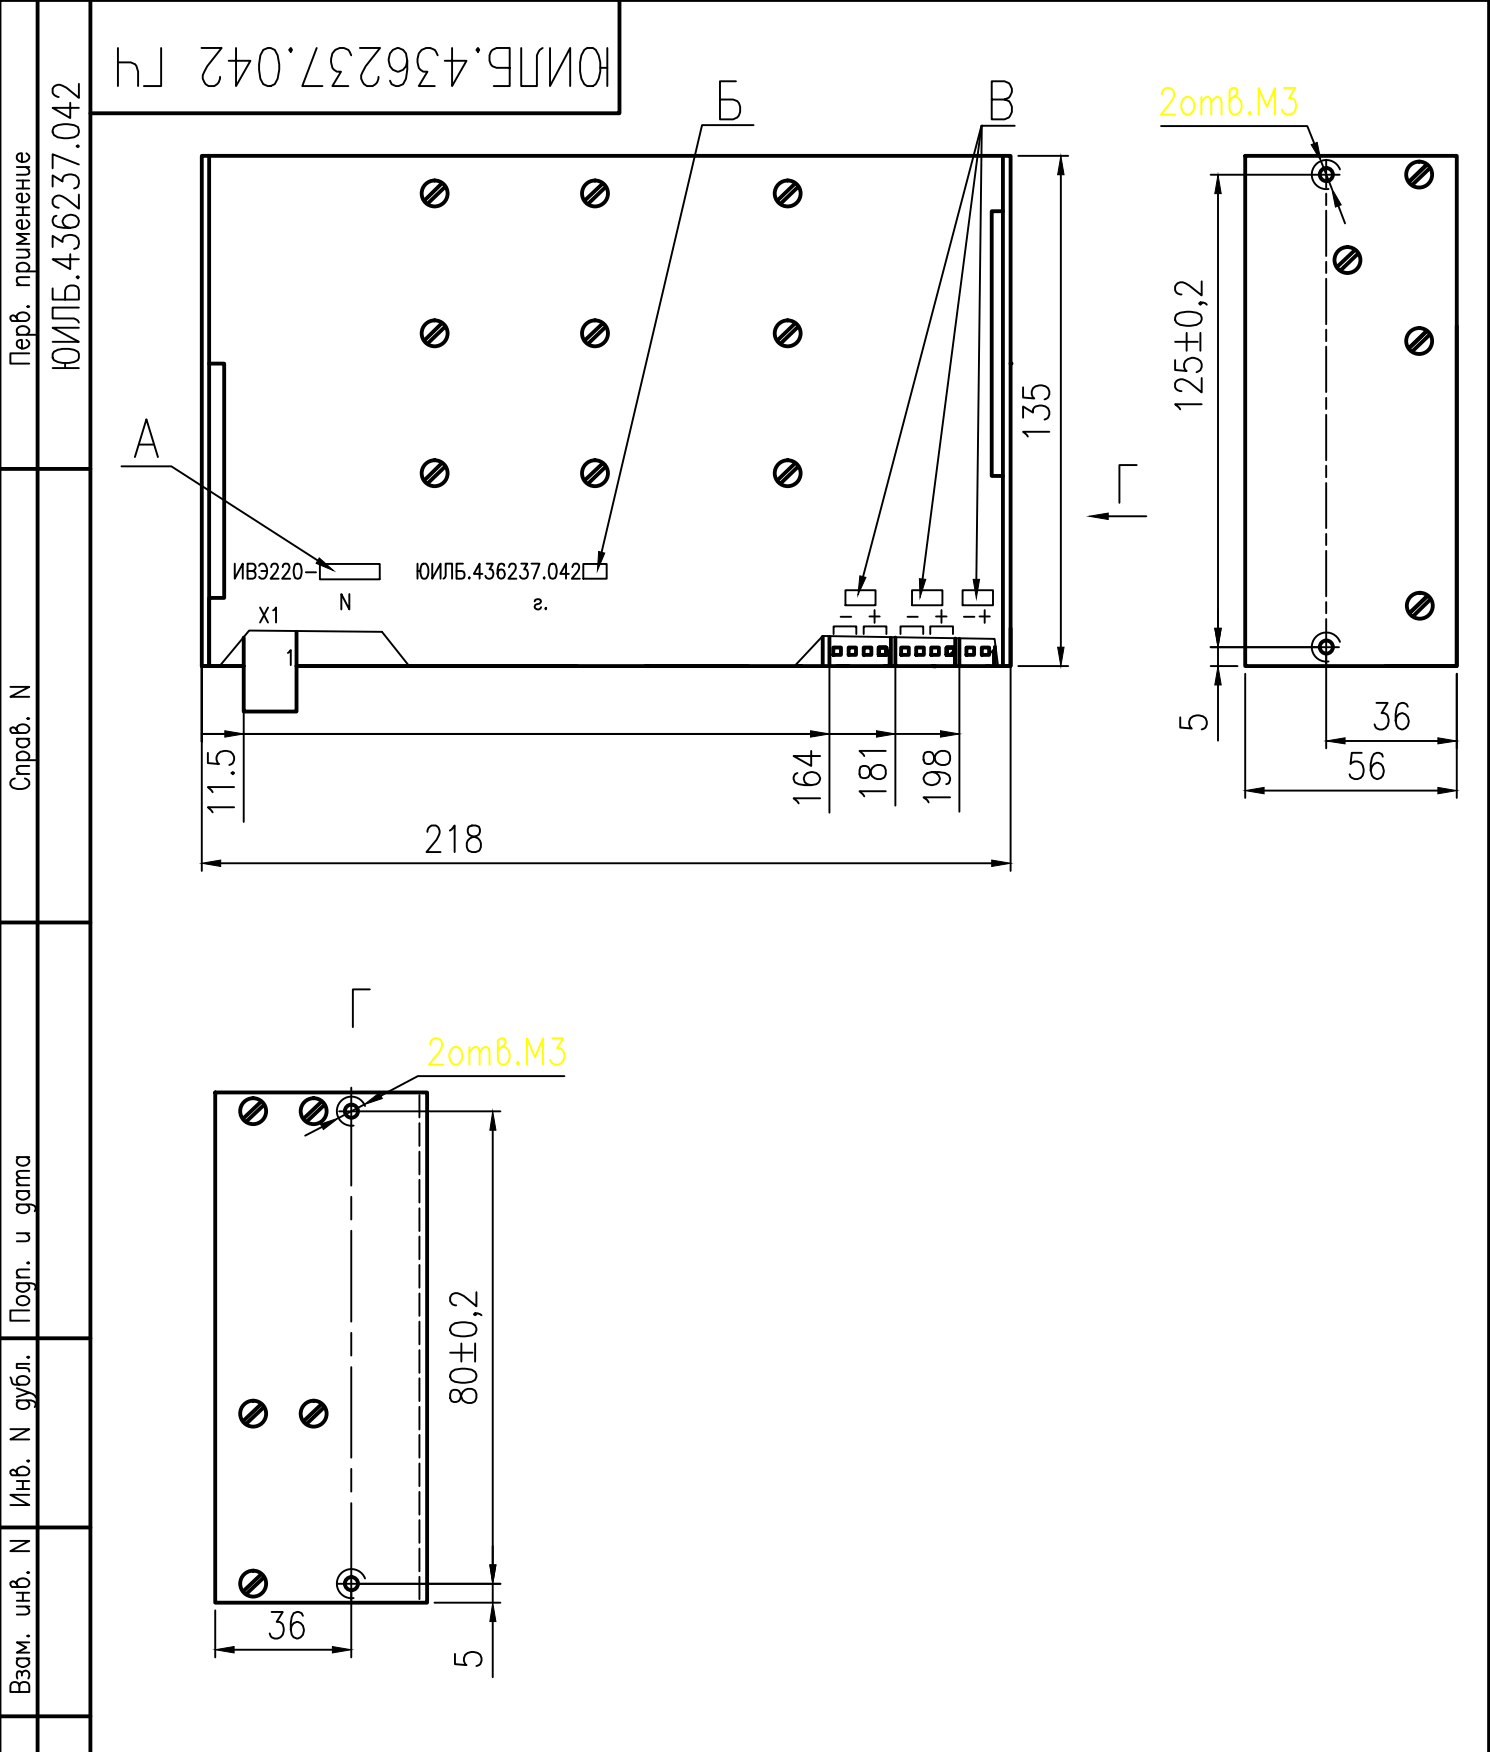 ЮИЛБ.436237.042 ГЧ
Перв. применение
ЮИЛБ.436237.042
Справ. N
Подп. и дата
Инв. N дубл.
Взам. инв. N
Б
В
2отв.М3
А
135
125±0,2
Г
ИВЭ220-
ЮИЛБ.436237.042
N
г.
X1
1
- +
- +
-+
11.5
164
181
198
218
5
36
56
Г
2отв.М3
80±0,2
36
5